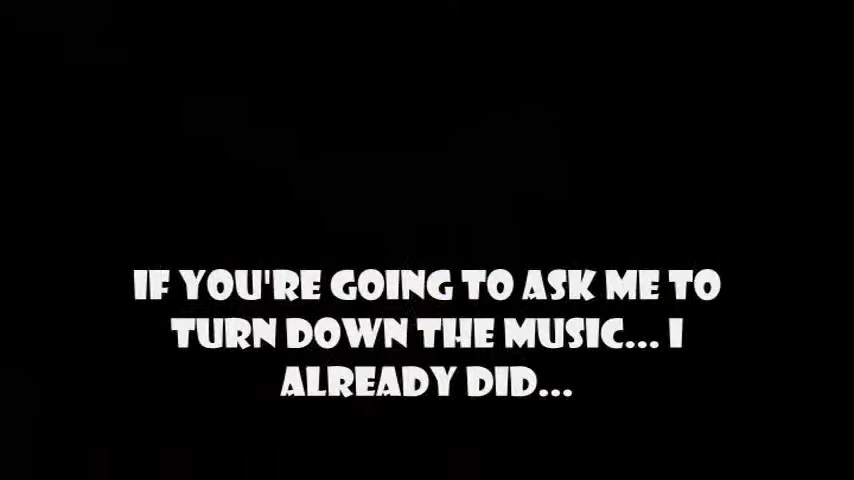 IF YOU'RE GOING TO ASK ME TO
TURN DOWN THE MUSIC... I
ALREADY DID...